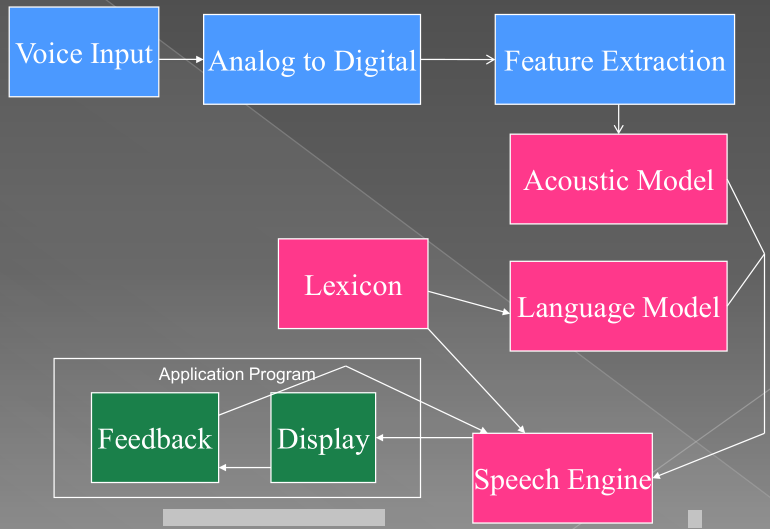 Voice Input
Analog to Digital
Feature Extraction
Acoustic Model
Lexicon
Language Model
Application Program
Feedback
Display
Speech Engine